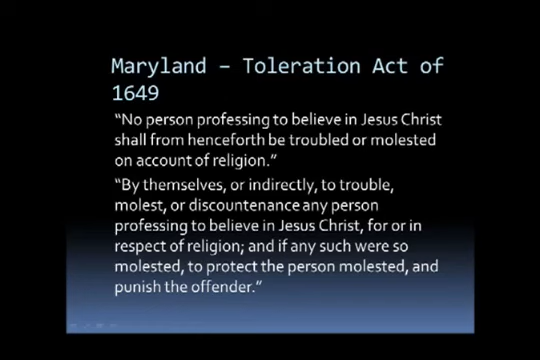 Maryland – Toleration Act of
1649
“No person professing to believe in Jesus Christ
shall from henceforth be troubled or molested
on account of religion.”
“By themselves, or indirectly, to trouble,
molest, or discountenance any person
professing to believe in Jesus Christ, for or in
respect of religion; and if any such were so
molested, to protect the person molested, and
punish the offender.”